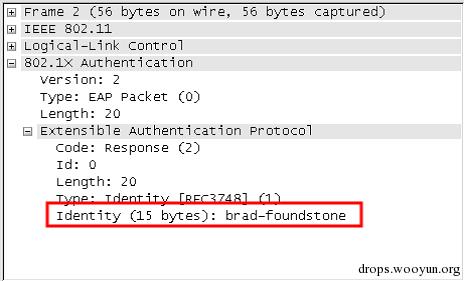 Frame 2 (56 bytes on wire, 56 bytes captured)
IEEE 802.11
Logical-Link Control
802.1X Authentication
Version: 2
Type: EAP Packet (0)
Length: 20
Extensible Authentication Protocol
Code: Response (2)
Id: 0
Length: 20
Type: Identity [RFC3748] (1)
Identity (15 bytes): brad-foundstone
drops.wooyun.org